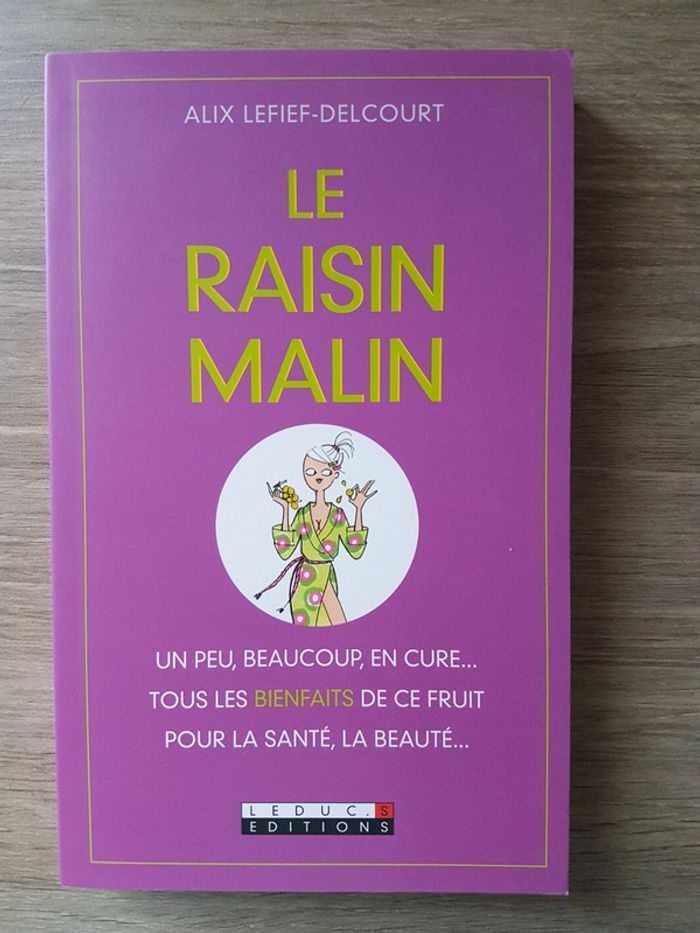 ALIX LEFIEF-DELCOURT
LE
RAISIN
MALIN
UN PEU, BEAUCOUP, EN CURE...
TOUS LES BIENFAITS DE CE FRUIT
POUR LA SANTÉ, LA BEAUTÉ...
LEDUC.S
EDITIONS